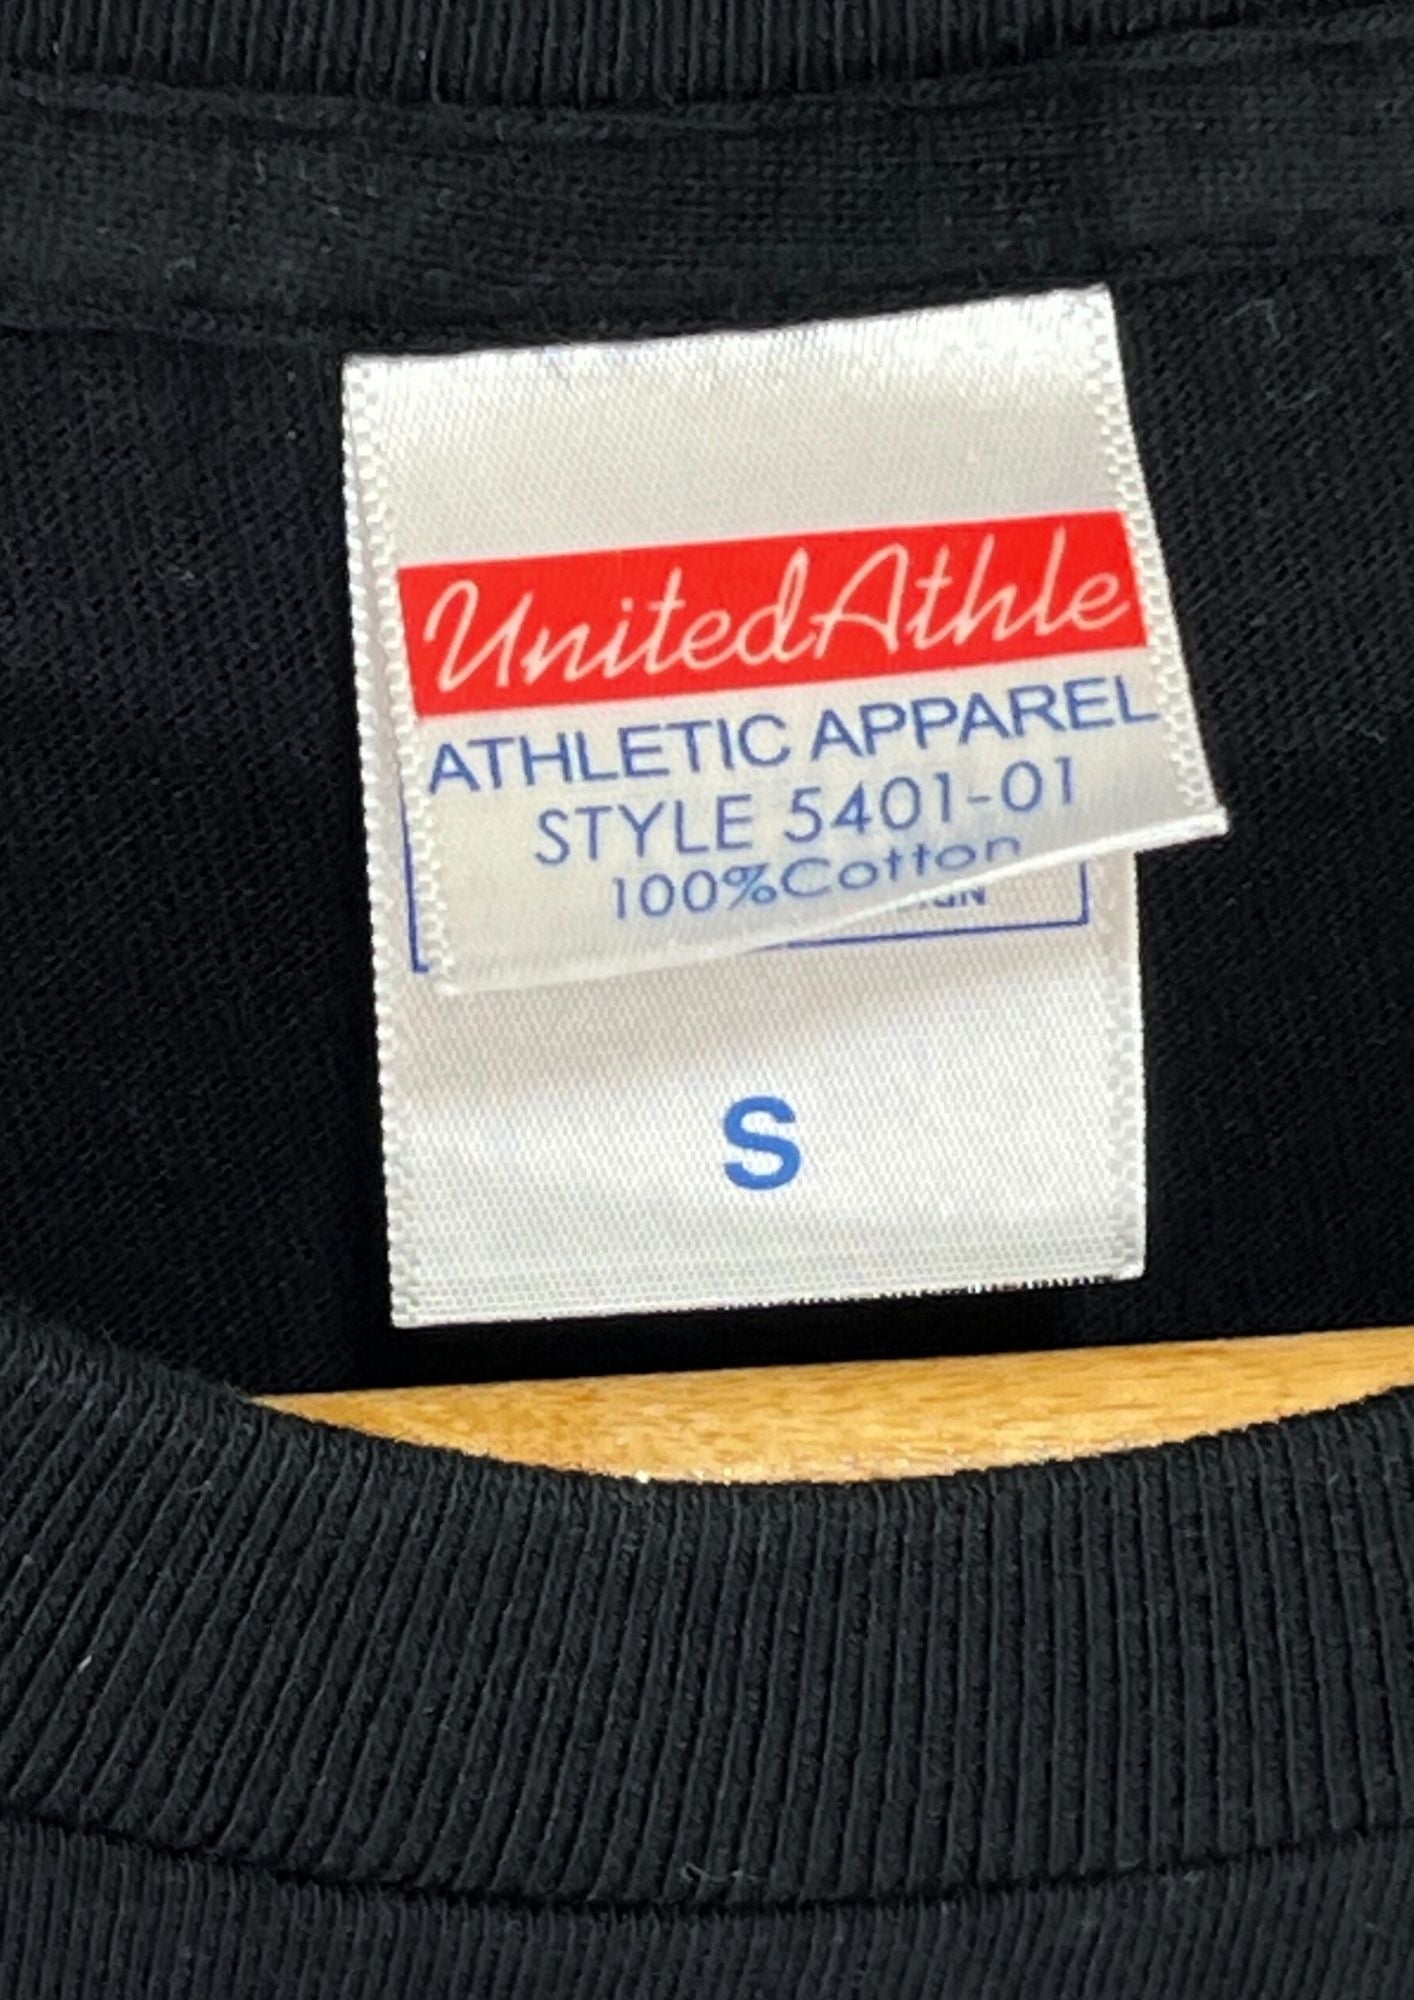 UnitedAthle
ATHLETIC APPAREL
STYLE 5401-01
100%Cotton
S